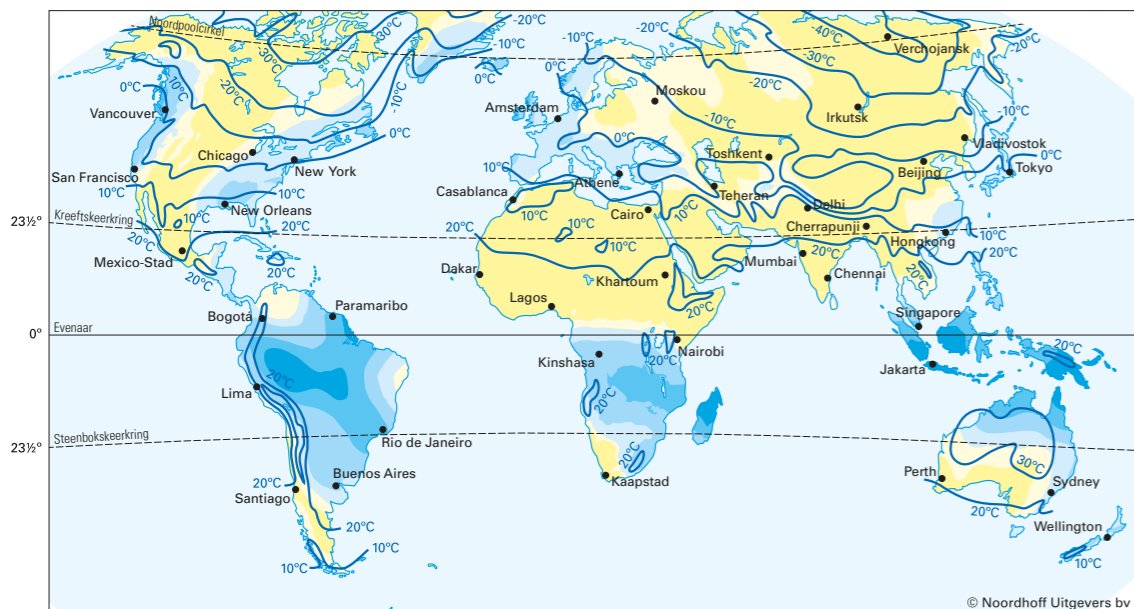 -20°C
-30°C
-20°C
-10°C
-40°C
-20°C
Noordpoolcirkel
-30°C
-10°C
-10°C
Verchojansk
0°C
-10°C
-20°C
-10°C
0°C
-20°C
-30°C
Moskou
Vancouver
Amsterdam
Irkutsk
-10°C
0°C
-10°C
Vladivostok
Chicago
0°C
Toshkent
0°C
San Francisco
New York
10°C
Beijing
Tokyo
10°C
10°C
Casablanca
Athene
Teheran
New Orleans
10°C
Cairo
10°C
Delhi
Kreeftskeerkring
10°C
23½°
20°C
20°C
20°C
10°C
Cherrapunji
10°C
Hongkong
Mexico-Stad
20°C
10°C
Mumbai
20°C
20°C
20°C
Dakar
Khartoum
Chennai
20°C
Lagos
20°C
Paramaribo
Bogotá
Singapore
Evenaar
0°
20°C
Nairobi
20°C
Kinshasa
20°C
Jakarta
Lima
20°C
Steenbokskeerkring
23½°
Rio de Janeiro
20°C
30°C
Perth
Buenos Aires
Kaapstad
Sydney
20°C
Santiago
20°C
20°C
Wellington
10°C
10°C
10°C
© Noordhoff Uitgevers bv